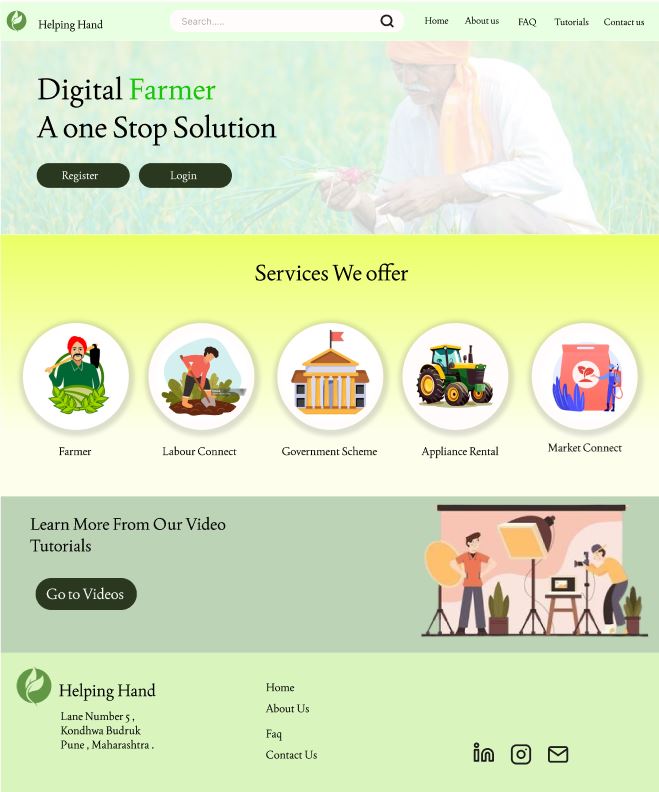 Helping Hand
Search.....
Home About us FAQ Tutorials Contact us
Digital Farmer
A one Stop Solution
Register Login
Services We offer
Farmer Labour Connect Government Scheme Appliance Rental Market Connect
Learn More From Our Video
Tutorials
Go to Videos
Helping Hand
Lane Number 5 ,
Kondhwa Budruk
Pune , Maharashtra .
Home
About Us
Faq
Contact Us